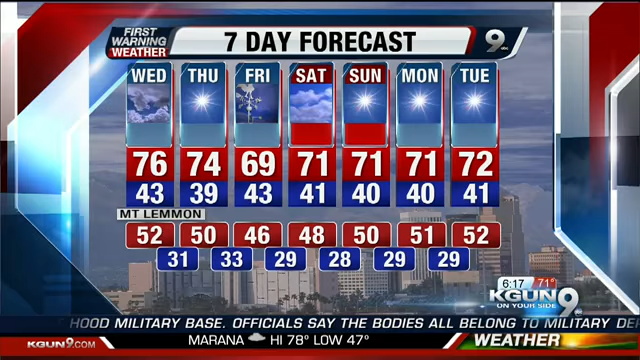 FIRST WARNING WEATHER
7 DAY FORECAST
9 abc
WED THU FRI SAT SUN MON TUE
76 74 69 71 71 71 72
43 39 43 41 40 40 41
MT LEMMON
52 50 46 48 50 51 52
31 33 29 28 29 29
6:17 71°
KGUN9
ON YOUR SIDE
HOOD MILITARY BASE. OFFICIALS SAY THE BODIES ALL BELONG TO MILITARY DE
KGUN9.COM
MARANA HI 78° LOW 47°
WEATHER